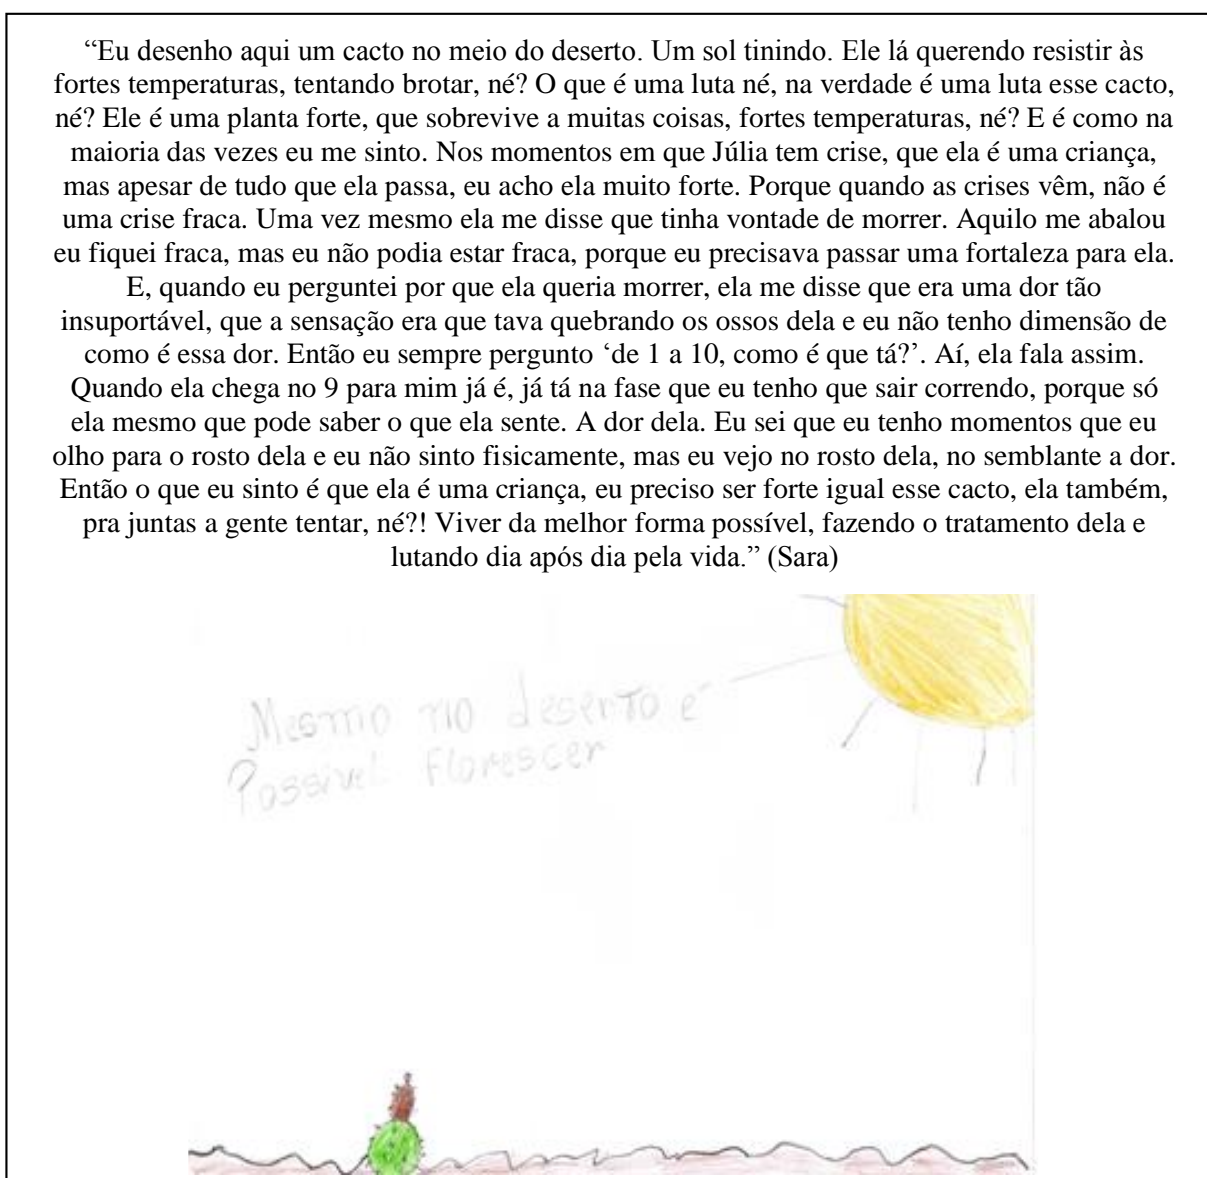 “Eu desenho aqui um cacto no meio do deserto. Um sol tinindo. Ele lá querendo resistir às
fortes temperaturas, tentando brotar, né? O que é uma luta né, na verdade é uma luta esse cacto,
né? Ele é uma planta forte, que sobrevive a muitas coisas, fortes temperaturas, né? E é como na
maioria das vezes eu me sinto. Nos momentos em que Júlia tem crise, que ela é uma criança,
mas apesar de tudo que ela passa, eu acho ela muito forte. Porque quando as crises vêm, não é
uma crise fraca. Uma vez mesmo ela me disse que tinha vontade de morrer. Aquilo me abalou
eu fiquei fraca, mas eu não podia estar fraca, porque eu precisava passar uma fortaleza para ela.
E, quando eu perguntei por que ela queria morrer, ela me disse que era uma dor tão
insuportável, que a sensação era que tava quebrando os ossos dela e eu não tenho dimensão de
como é essa dor. Então eu sempre pergunto ‘de 1 a 10, como é que tá?’. Aí, ela fala assim.
Quando ela chega no 9 para mim já é, já tá na fase que eu tenho que sair correndo, porque só
ela mesmo que pode saber o que ela sente. A dor dela. Eu sei que eu tenho momentos que eu
olho para o rosto dela e eu não sinto fisicamente, mas eu vejo no rosto dela, no semblante a dor.
Então o que eu sinto é que ela é uma criança, eu preciso ser forte igual esse cacto, ela também,
pra juntas a gente tentar, né?! Viver da melhor forma possível, fazendo o tratamento dela e
lutando dia após dia pela vida.” (Sara)
Mesmo no deserto é
Possível florescer